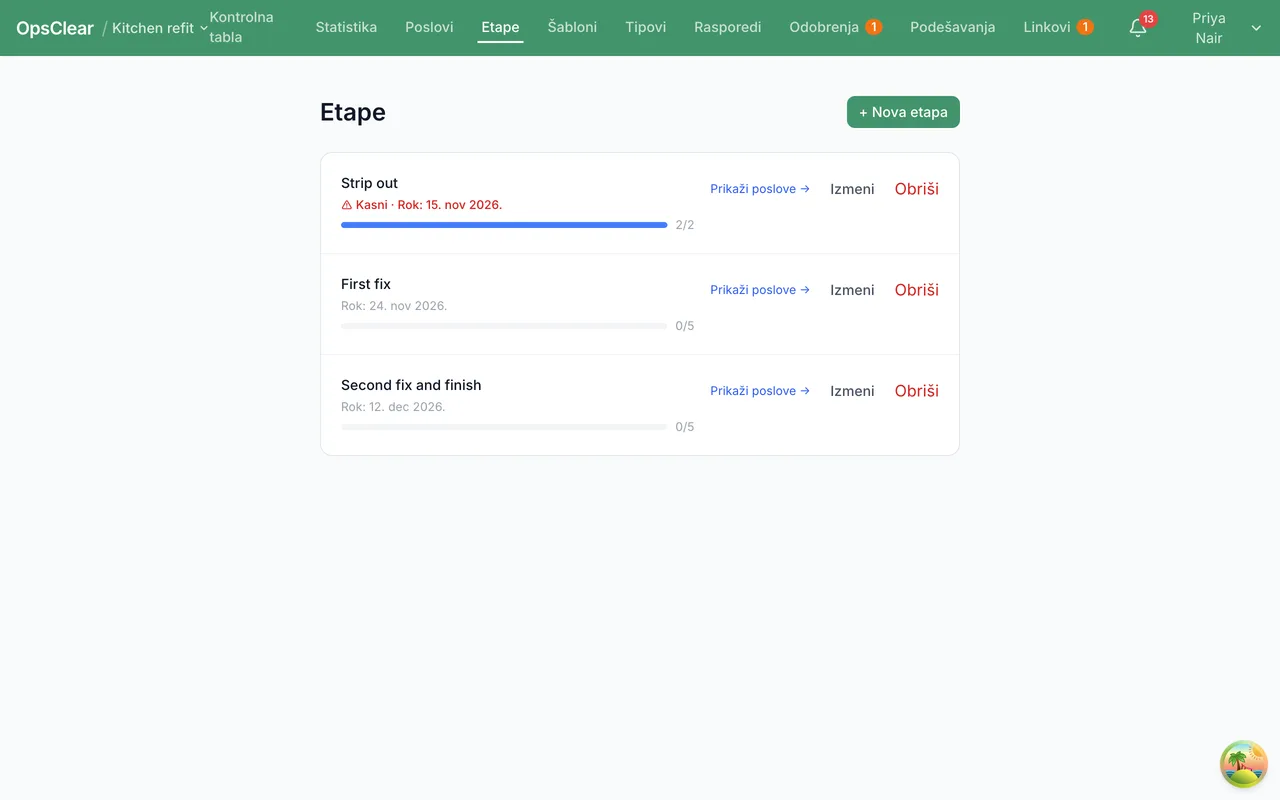 OpsClear / Kitchen refit
Kontrolna
tabla
Statistika
Poslovi
Etape
Šabloni
Tipovi
Rasporedi
Odobrenja 1
Podešavanja
Linkovi 1
13
Priya
Nair
Etape
+ Nova etapa
Strip out
Kasni · Rok: 15. nov 2026.
2/2
Prikaži poslove →
Izmeni
Obriši
First fix
Rok: 24. nov 2026.
0/5
Prikaži poslove →
Izmeni
Obriši
Second fix and finish
Rok: 12. dec 2026.
0/5
Prikaži poslove →
Izmeni
Obriši